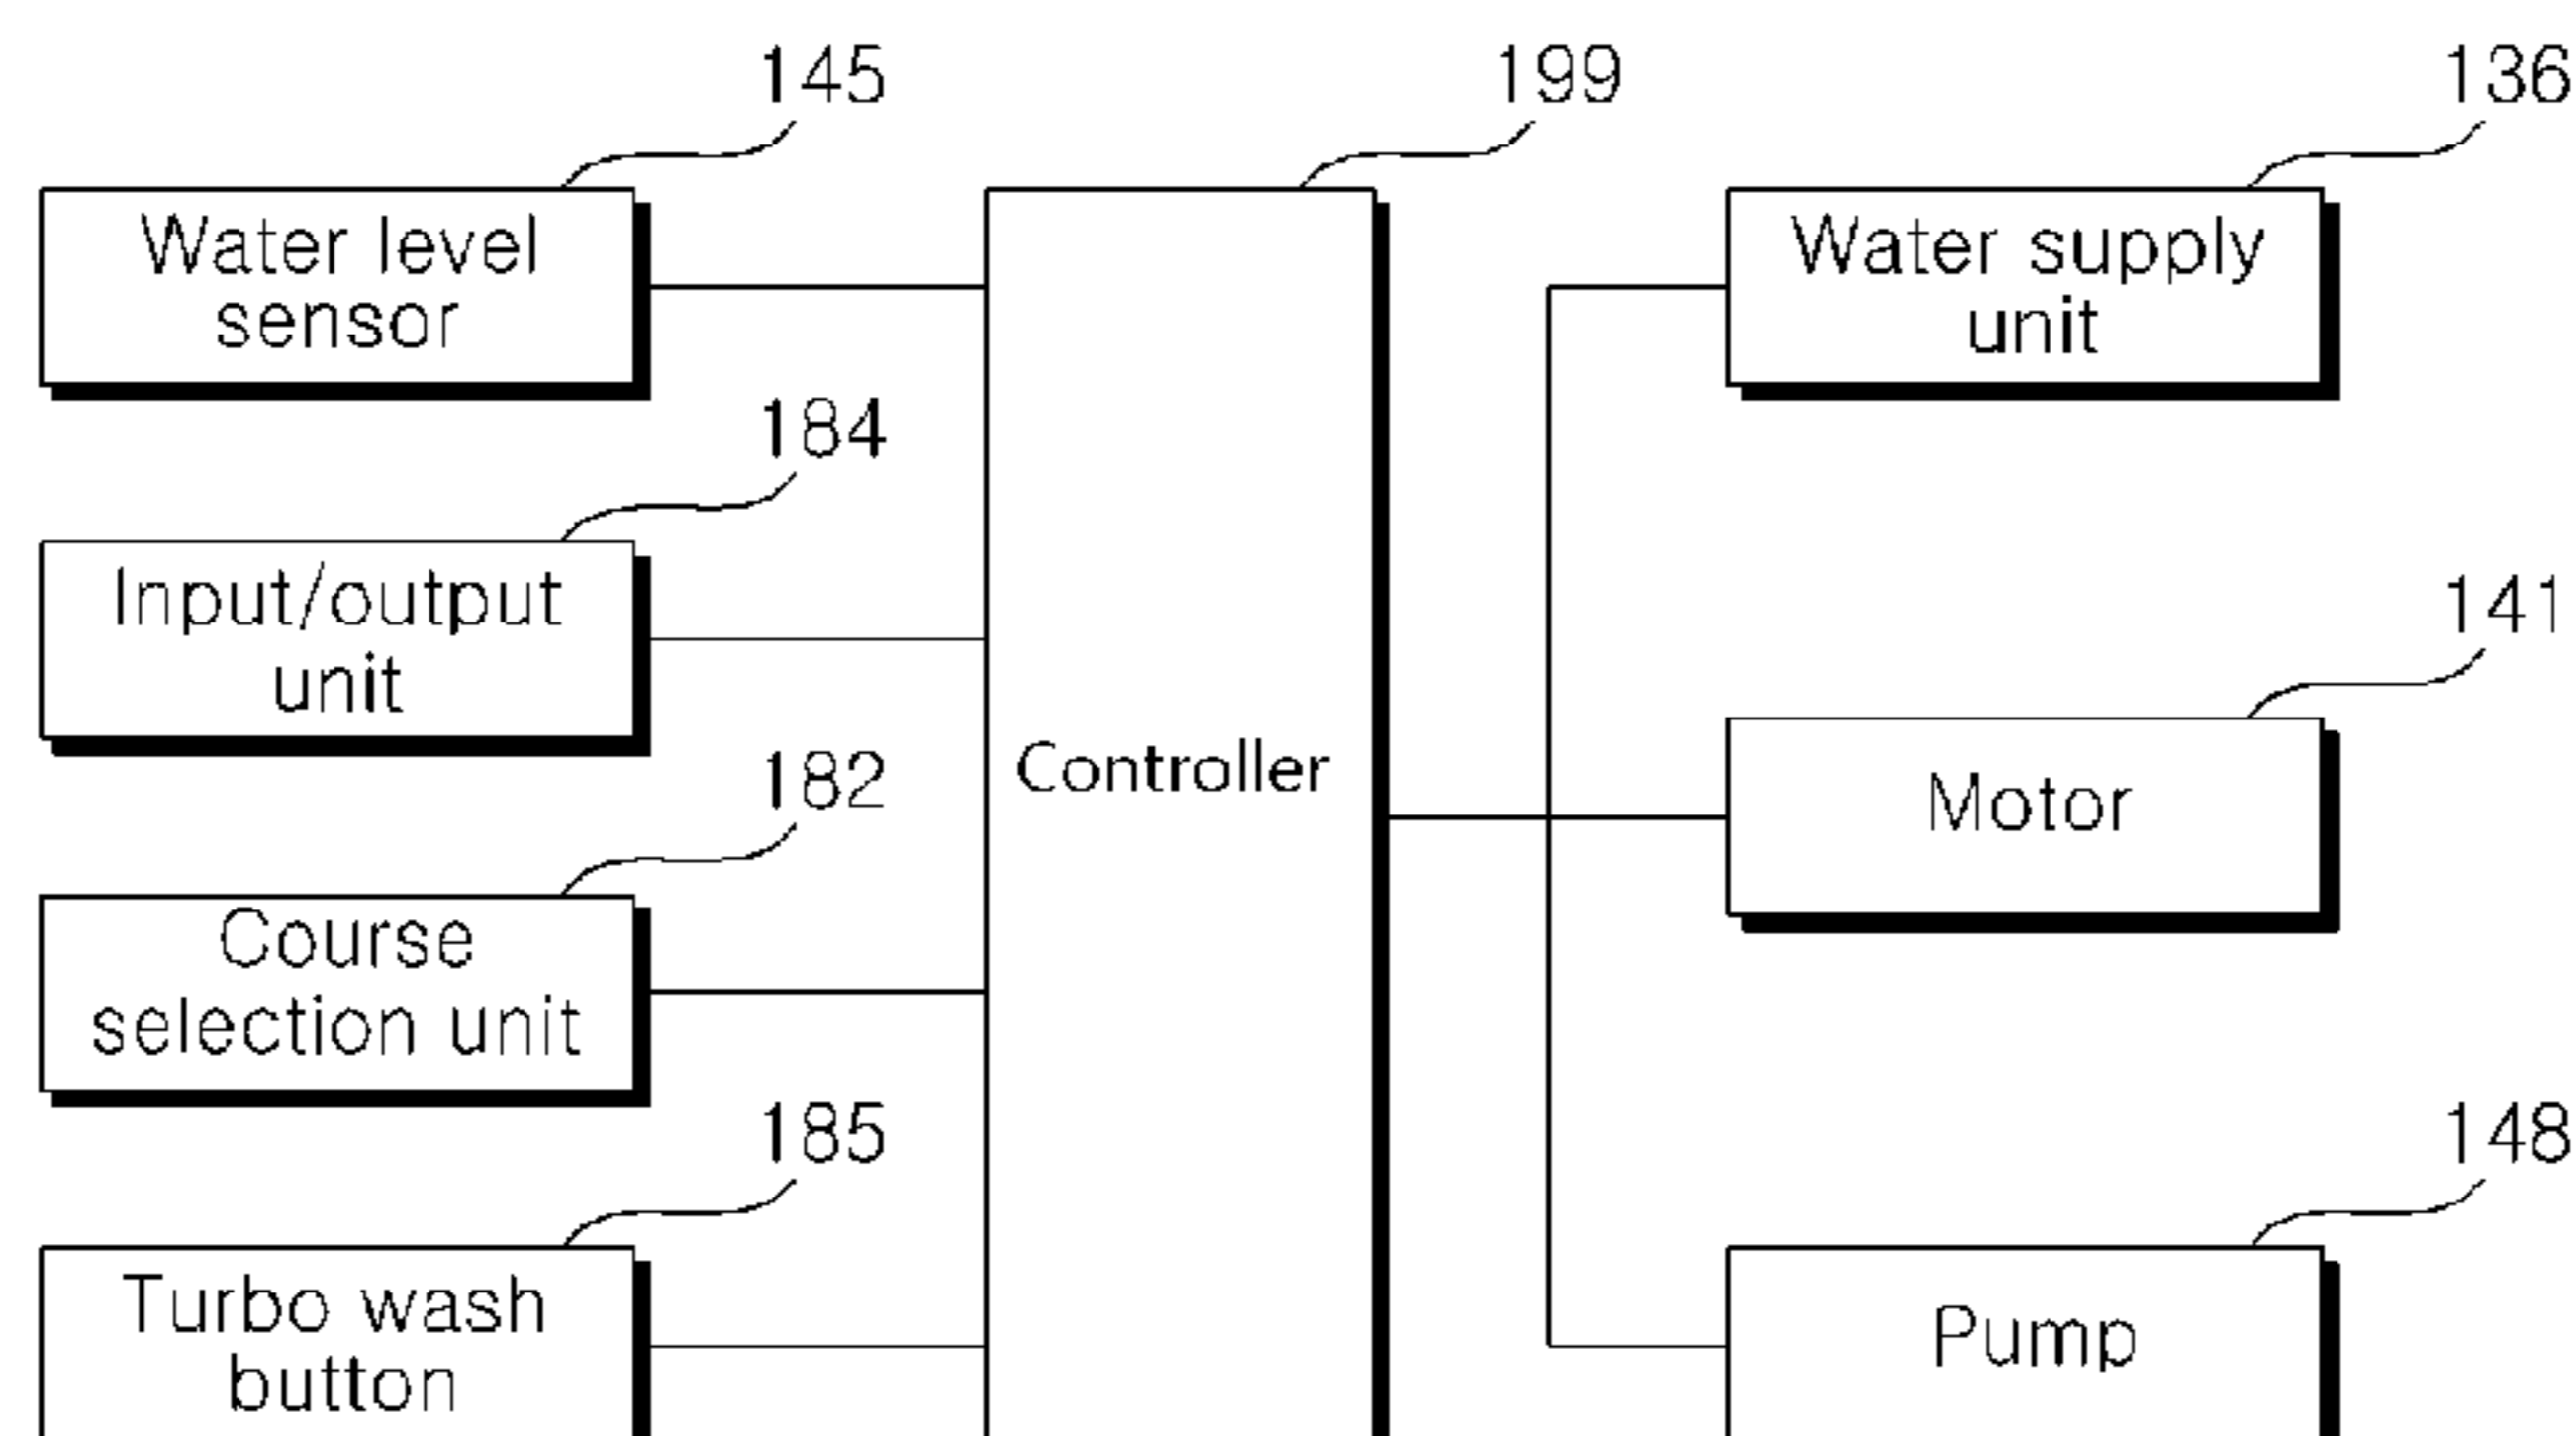 145
199
136
Water level
sensor
Water supply
unit
184
Input/output
unit
141
182
Controller
Motor
Course
selection unit
185
148
Turbo wash
button
Pump